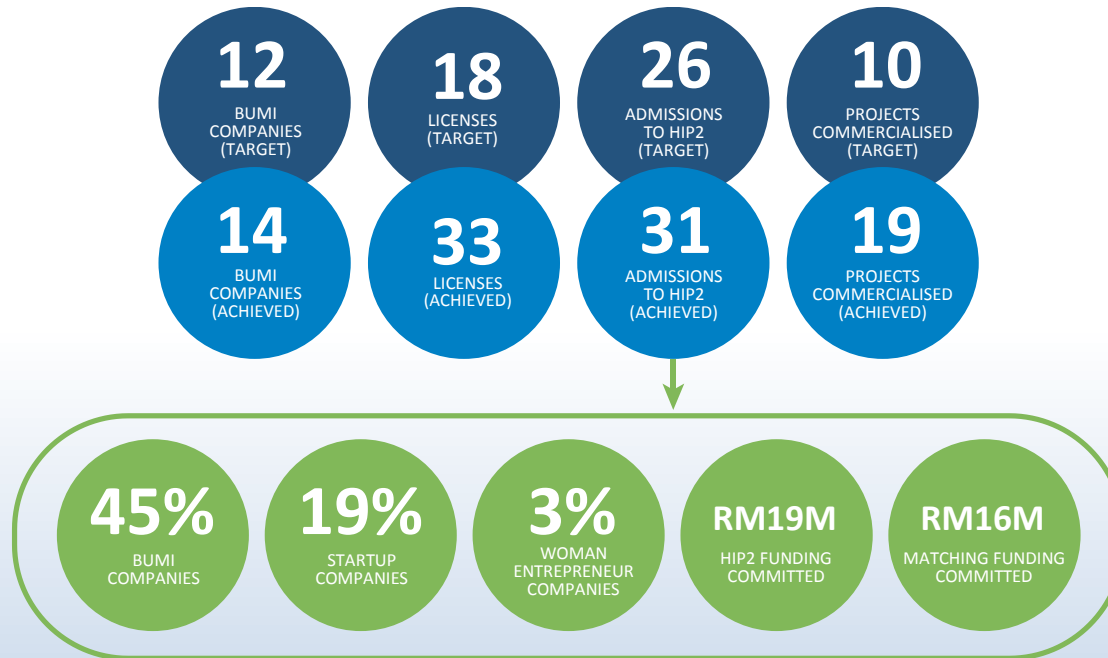 12
BUMI
COMPANIES
(TARGET)
18
LICENSES
(TARGET)
26
ADMISSIONS
TO HIP2
(TARGET)
10
PROJECTS
COMMERCIALISED
(TARGET)
14
BUMI
COMPANIES
(ACHIEVED)
33
LICENSES
(ACHIEVED)
31
ADMISSIONS
TO HIP2
(ACHIEVED)
19
PROJECTS
COMMERCIALISED
(ACHIEVED)
45%
BUMI
COMPANIES
19%
STARTUP
COMPANIES
3%
WOMAN
ENTREPRENEUR
COMPANIES
RM19M
HIP2 FUNDING
COMMITTED
RM16M
MATCHING FUNDING
COMMITTED